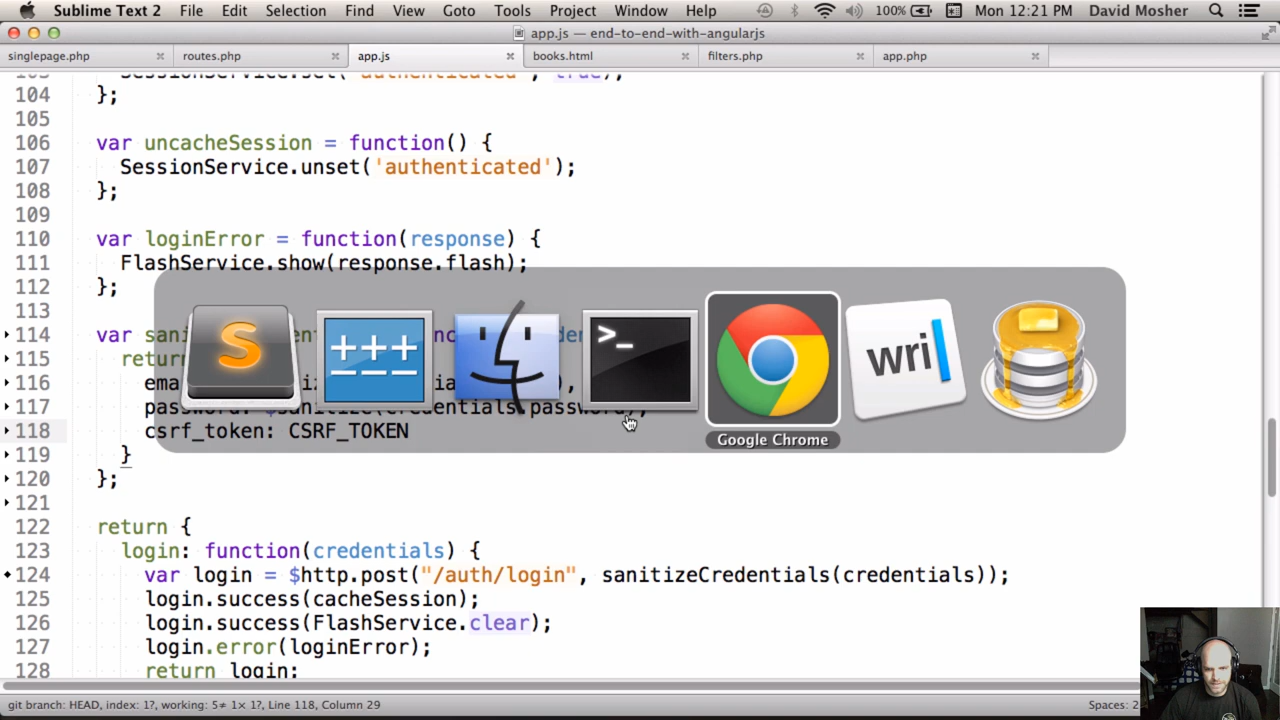 Sublime Text 2 File Edit Selection Find View Goto Tools Project Window Help 100% Mon 12:21 PM David Mosher
app.js — end-to-end-with-angularjs
singlepage.php routes.php app.js books.html filters.php app.php
104 };
105
106 var uncacheSession = function() {
107 SessionService.unset('authenticated');
108 };
109
110 var loginError = function(response) {
111 FlashService.show(response.flash);
112 };
113
114 var
115
116
117
118 csrf_token: CSRF_TOKEN
119 }
120 };
121
122 return {
123 login: function(credentials) {
124 var login = $http.post("/auth/login", sanitizeCredentials(credentials));
125 login.success(cacheSession);
126 login.success(FlashService.clear);
127 login.error(loginError);
128 return login;
S +++ --- >_ wri
Google Chrome
git branch: HEAD, index: 1?, working: 5≠ 1× 1?, Line 118, Column 29